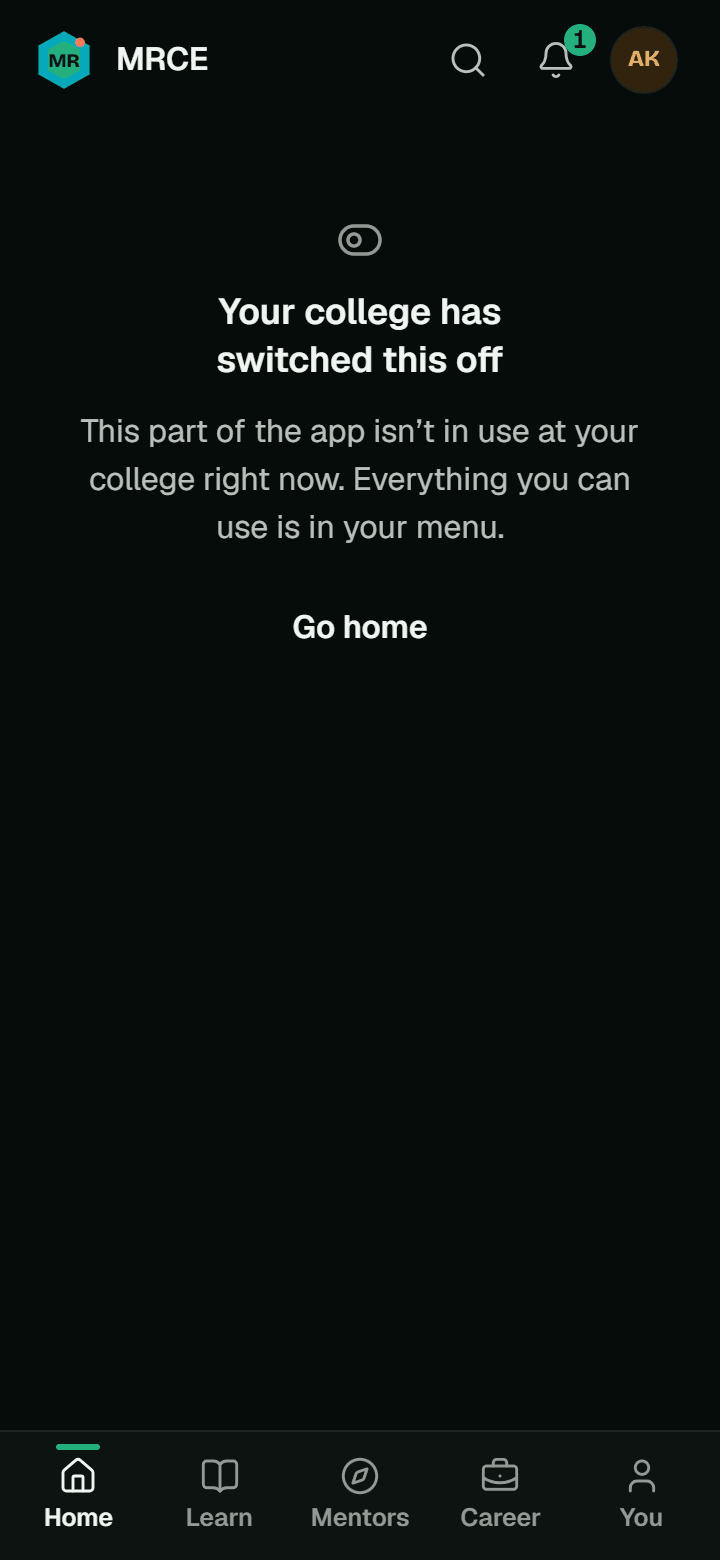 MR
MRCE
1
AK
Your college has
switched this off
This part of the app isn’t in use at your
college right now. Everything you can
use is in your menu.
Go home
Home
Learn
Mentors
Career
You